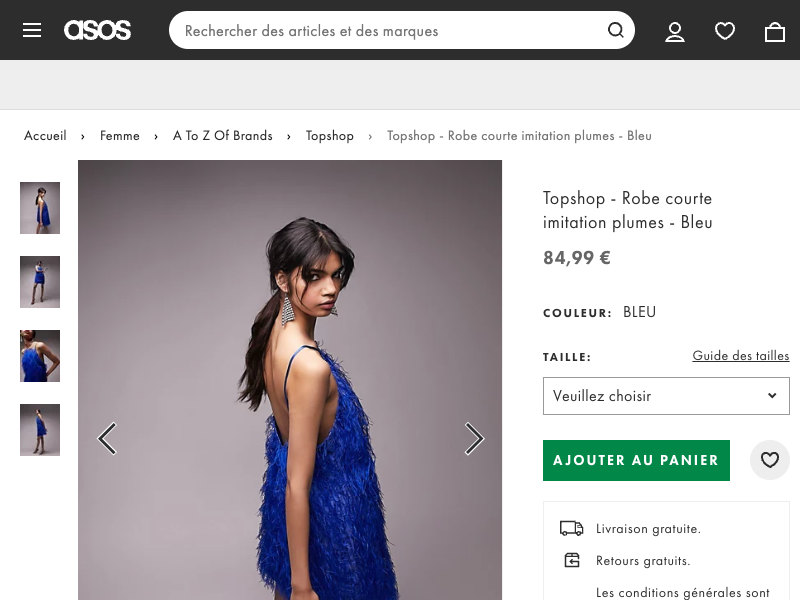 asos
Rechercher des articles et des marques
Accueil › Femme › A To Z Of Brands › Topshop › Topshop - Robe courte imitation plumes - Bleu
Topshop - Robe courte
imitation plumes - Bleu
84,99 €
COULEUR: BLEU
TAILLE: Guide des tailles
Veuillez choisir
AJOUTER AU PANIER
Livraison gratuite.
Retours gratuits.
Les conditions générales sont